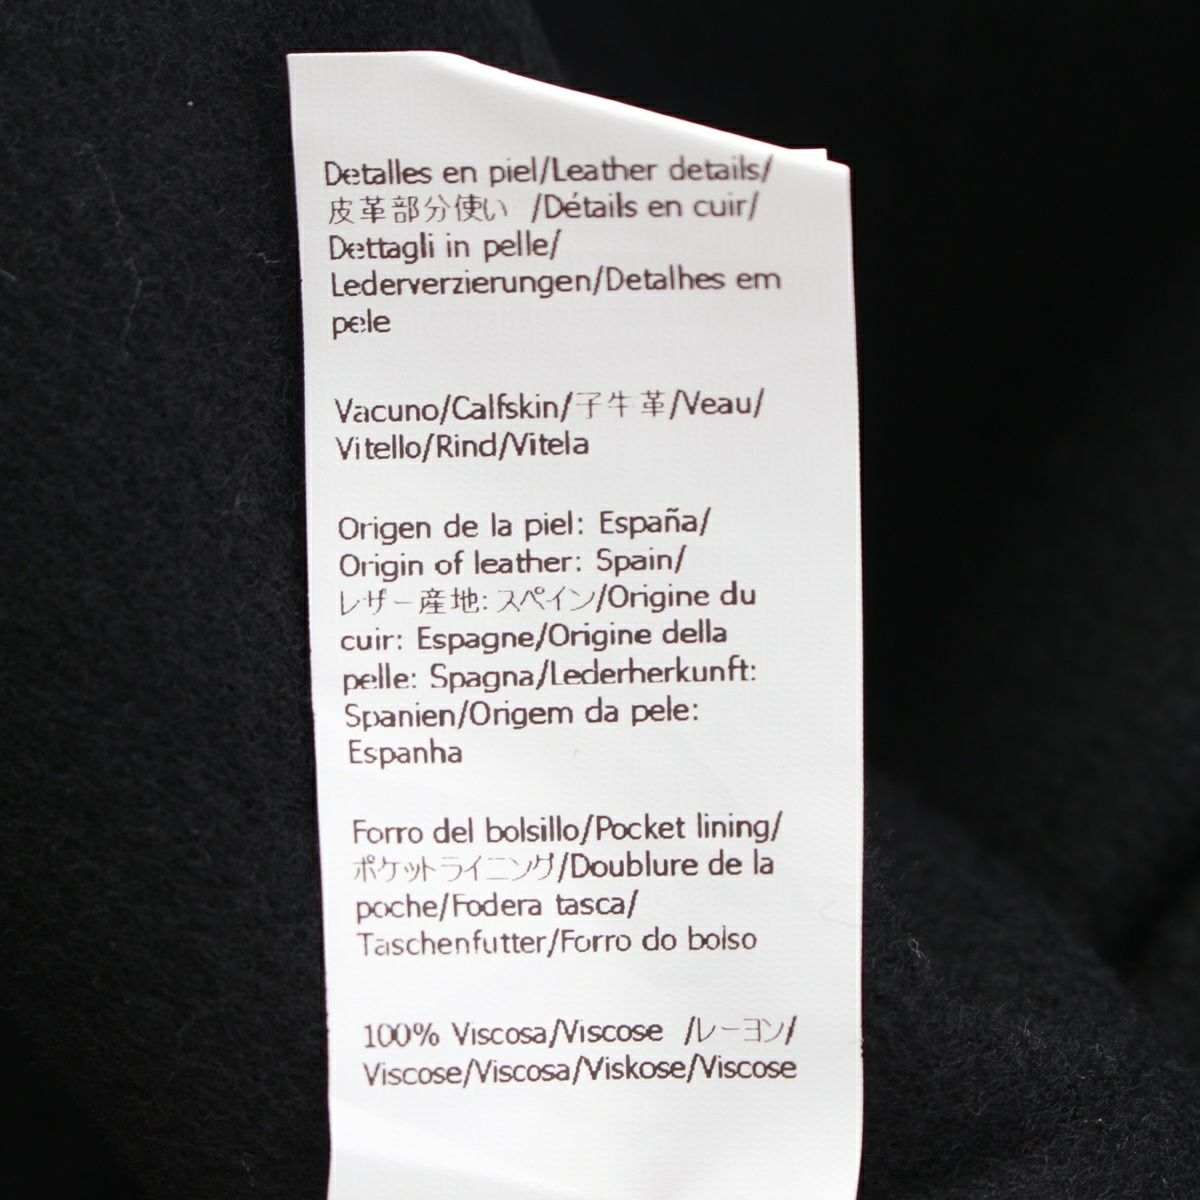 Detalles en piel/Leather details/
皮革部分使い /Détails en cuir/
Dettagli in pelle/
Lederverzierungen/Detalhes em
pele
Vacuno/Calfskin/子牛革/Veau/
Vitello/Rind/Vitela
Origen de la piel: España/
Origin of leather: Spain/
レザー産地: スペイン/Origine du
cuir: Espagne/Origine della
pelle: Spagna/Lederherkunft:
Spanien/Origem da pele:
Espanha
Forro del bolsillo/Pocket lining/
ポケットライニング/Doublure de la
poche/Fodera tasca/
Taschenfutter/Forro do bolso
100% Viscosa/Viscose /レーヨン/
Viscose/Viscosa/Viskose/Viscose